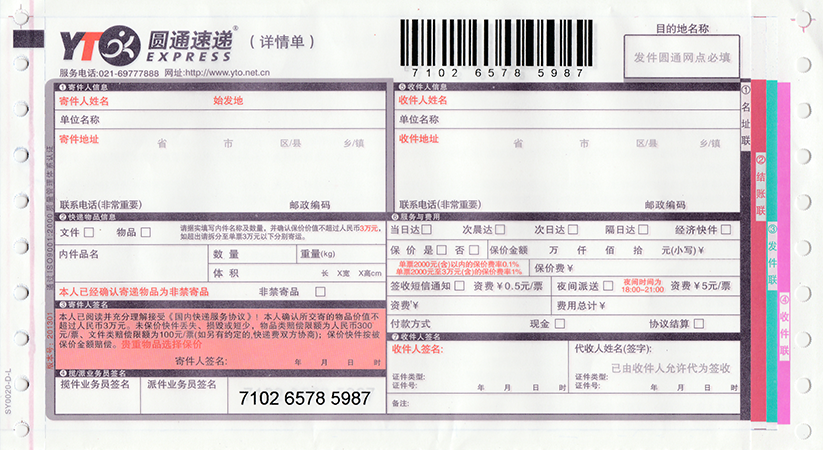 YTO 圆通速递®
EXPRESS
(详情单)
服务电话:021-69777888 网址:http://www.yto.net.cn
7102 6578 5987
目的地名称
发件圆通网点必填
①寄件人信息
寄件人姓名 始发地
单位名称
寄件地址 省 市 区/县 乡/镇
联系电话(非常重要) 邮政编码
⑤收件人信息
收件人姓名
单位名称
收件地址 省 市 区/县 乡/镇
联系电话(非常重要) 邮政编码
②快递物品信息
文件 物品
请据实填写内件名称及数量，并确认保价价值不超过人民币3万元，
如超出请拆分至单票3万元以下分别寄运。
内件品名 数量 重量(kg)
体积 长 X宽 X高cm
本人已经确认寄递物品为非禁寄品 非禁寄品
③寄件人签名
本人已阅读并充分理解接受《国内快递服务协议》！本人确认所交寄的物品价值不
超过人民币3万元。未保价快件丢失、损毁或短少，物品类赔偿限额为人民币300
元/票、文件类赔偿限额为100元/票(如另有约定的,快递费双方协商)；保价快件按被
保价金额赔偿。贵重物品选择保价
寄件人签名: 年 月 日
④揽/派业务员签名
揽件业务员签名 派件业务员签名
7102 6578 5987
⑥服务与费用
当日达 次晨达 次日达 隔日达 经济快件
保价 是 否 保价金额 万 仟 佰 拾 元(小写)¥
单票2000元(含)以内的保价费率0.1%
单票2000元至3万元(含)的保价费率1%
保价费¥
签收短信通知 资费¥0.5元/票 夜间派送 夜间时间为
18:00~21:00 资费¥5元/票
资费¥ 费用总计¥
付款方式 现金 协议结算
⑦收件人签名
收件人签名:
证件类型:
证件号: 年 月 日
代收人姓名(签字):
已由收件人允许代为签收
证件类型:
证件号: 年 月 日
备注:
①名址联
②结账联
③发件联
④收件联
通过ISO9001:2000质量管理体系认证
版本号: 201301
SY0020-D-L